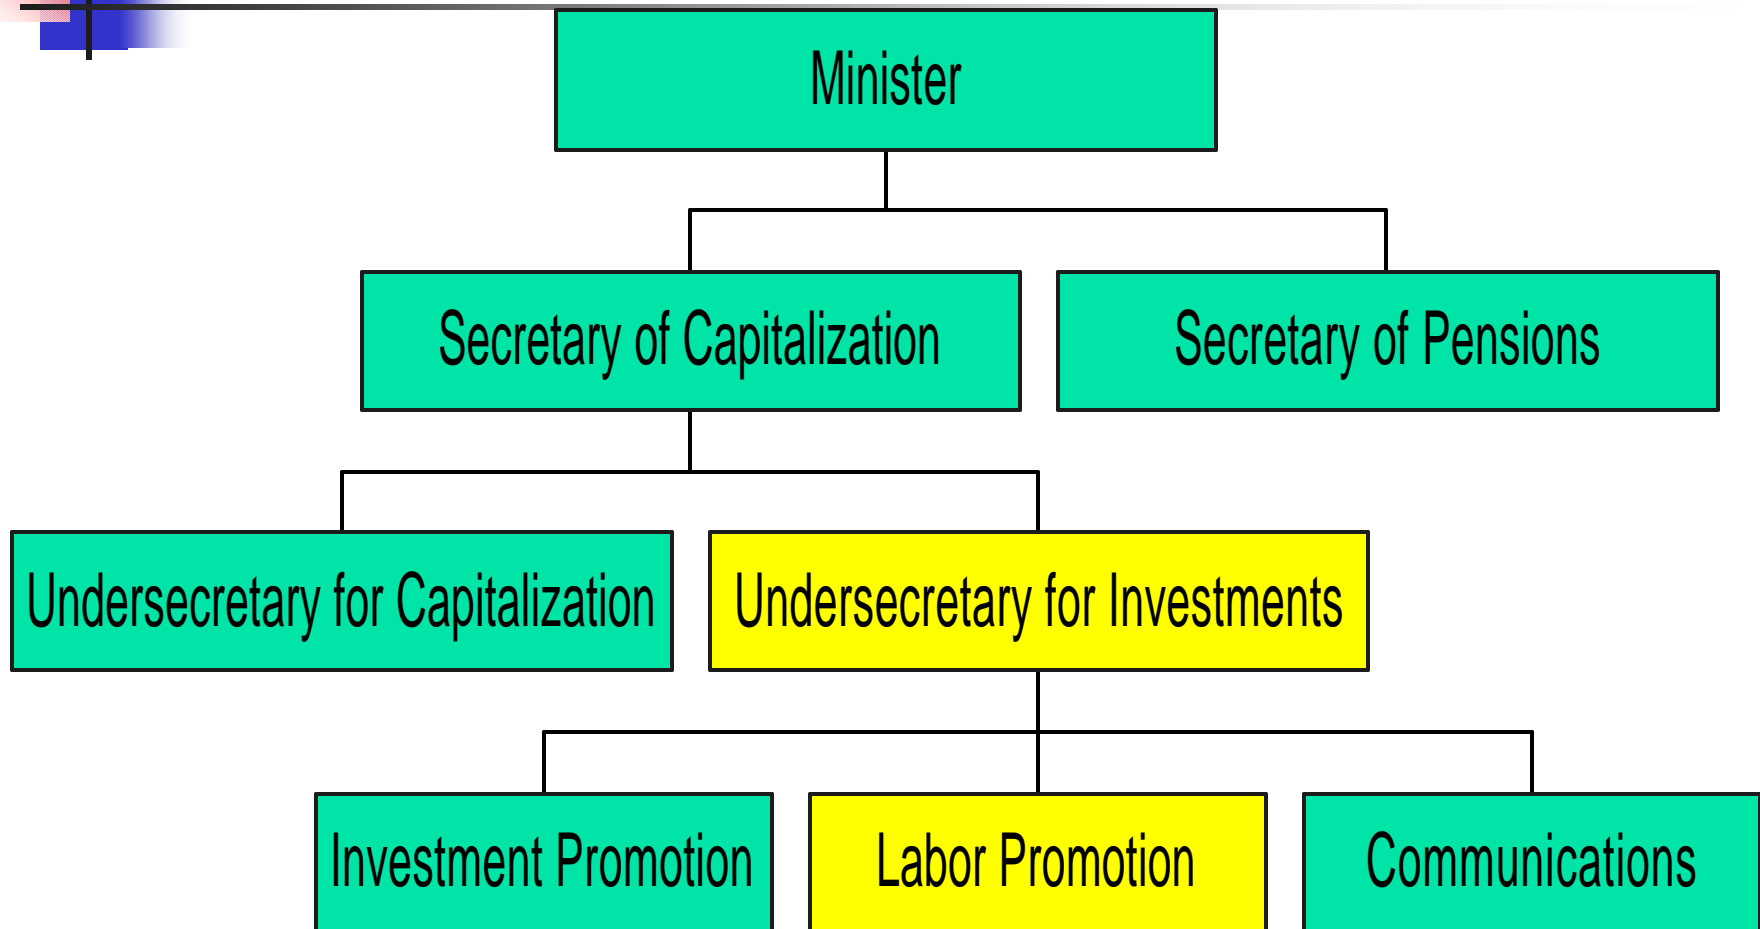 Minister
Secretary of Capitalization
Secretary of Pensions
Undersecretary for Capitalization
Undersecretary for Investments
Investment Promotion
Labor Promotion
Communications